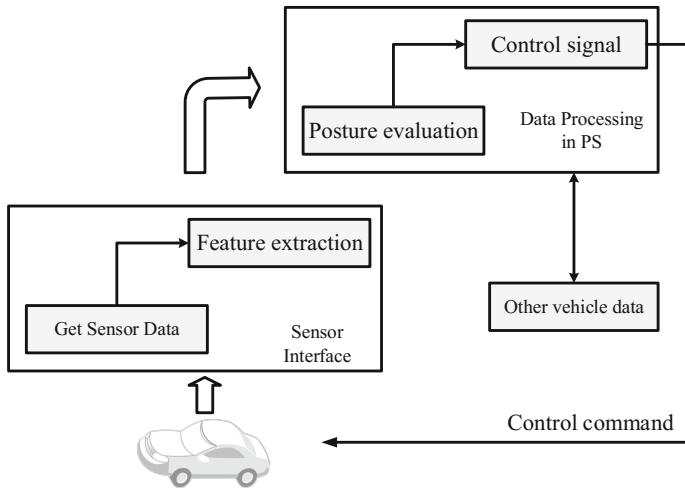 Control signal
Posture evaluation
Data Processing
in PS
Feature extraction
Get Sensor Data
Sensor
Interface
Other vehicle data
Control command